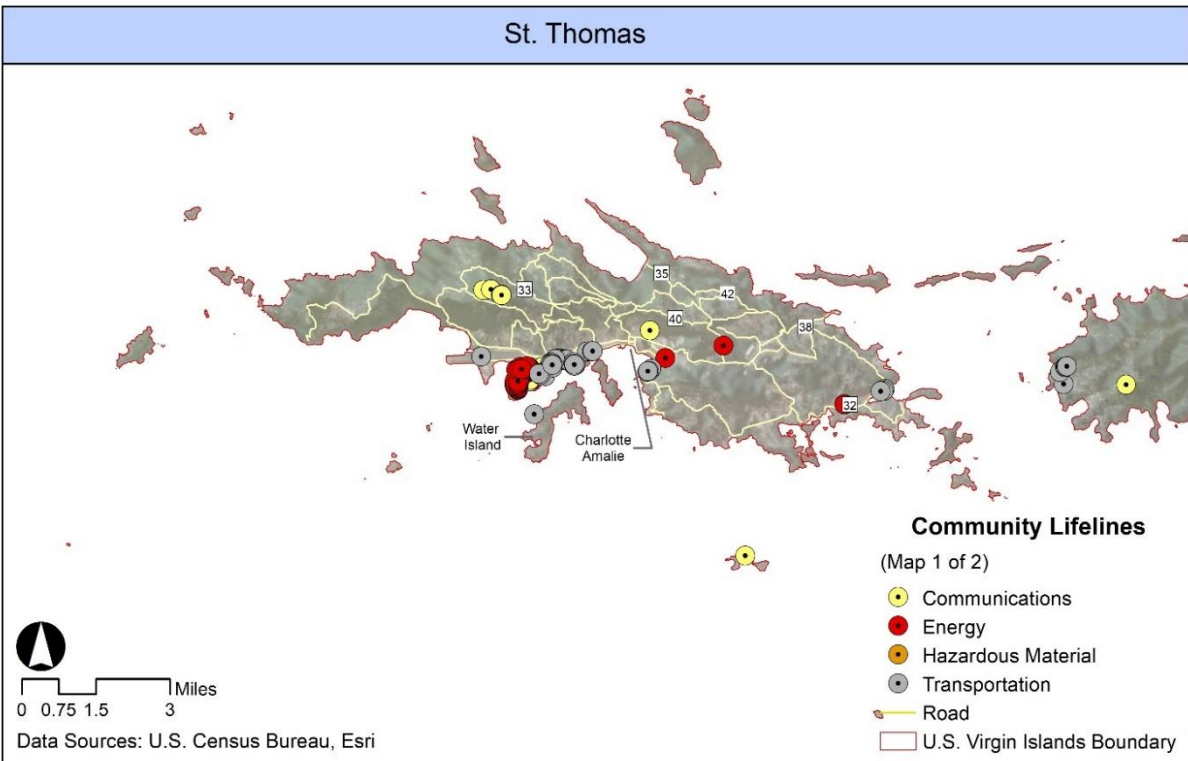 St. Thomas
35
33
42
40
38
32
Water
Island
Charlotte
Amalie
Community Lifelines
(Map 1 of 2)
Communications
Energy
Hazardous Material
Transportation
Road
U.S. Virgin Islands Boundary
Miles
0 0.75 1.5 3
Data Sources: U.S. Census Bureau, Esri